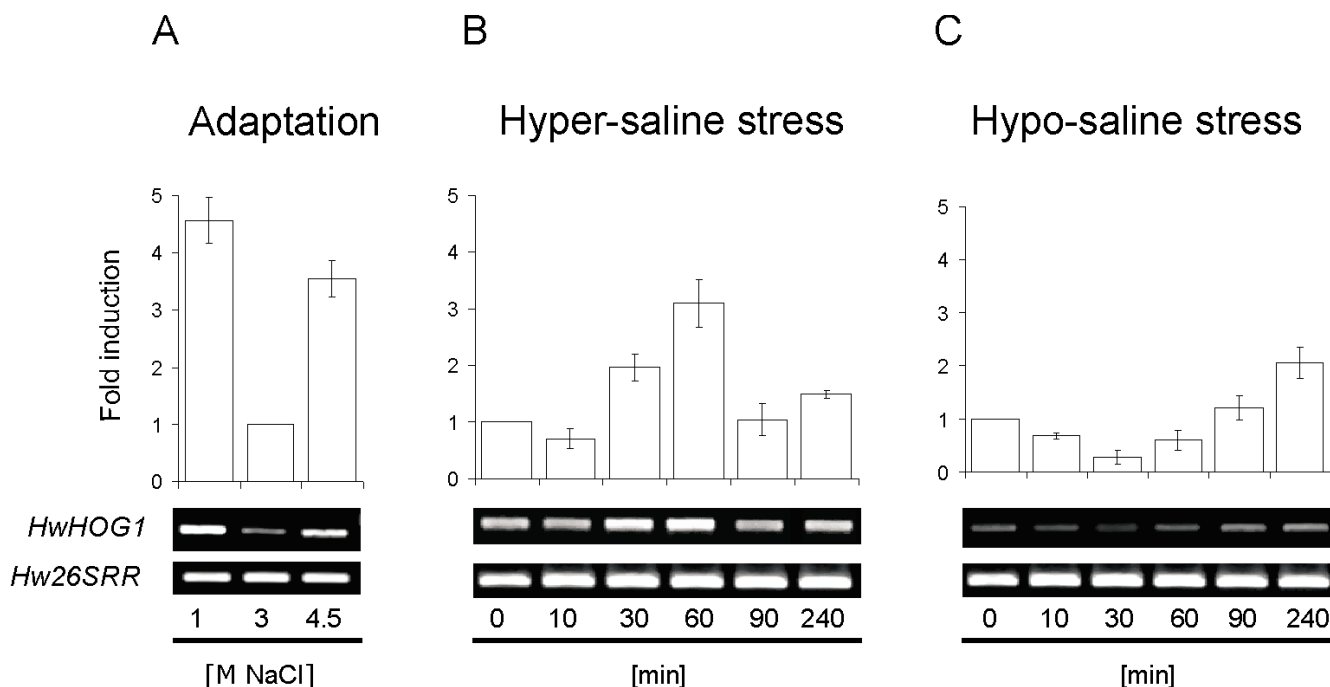 A
B
C
Adaptation
Hyper-saline stress
Hypo-saline stress
Fold induction
5
4
3
2
1
0
5
4
3
2
1
0
5
4
3
2
1
0
HwHOG1
Hw26SRR
1 3 4.5
0 10 30 60 90 240
0 10 30 60 90 240
[M NaCl]
[min]
[min]